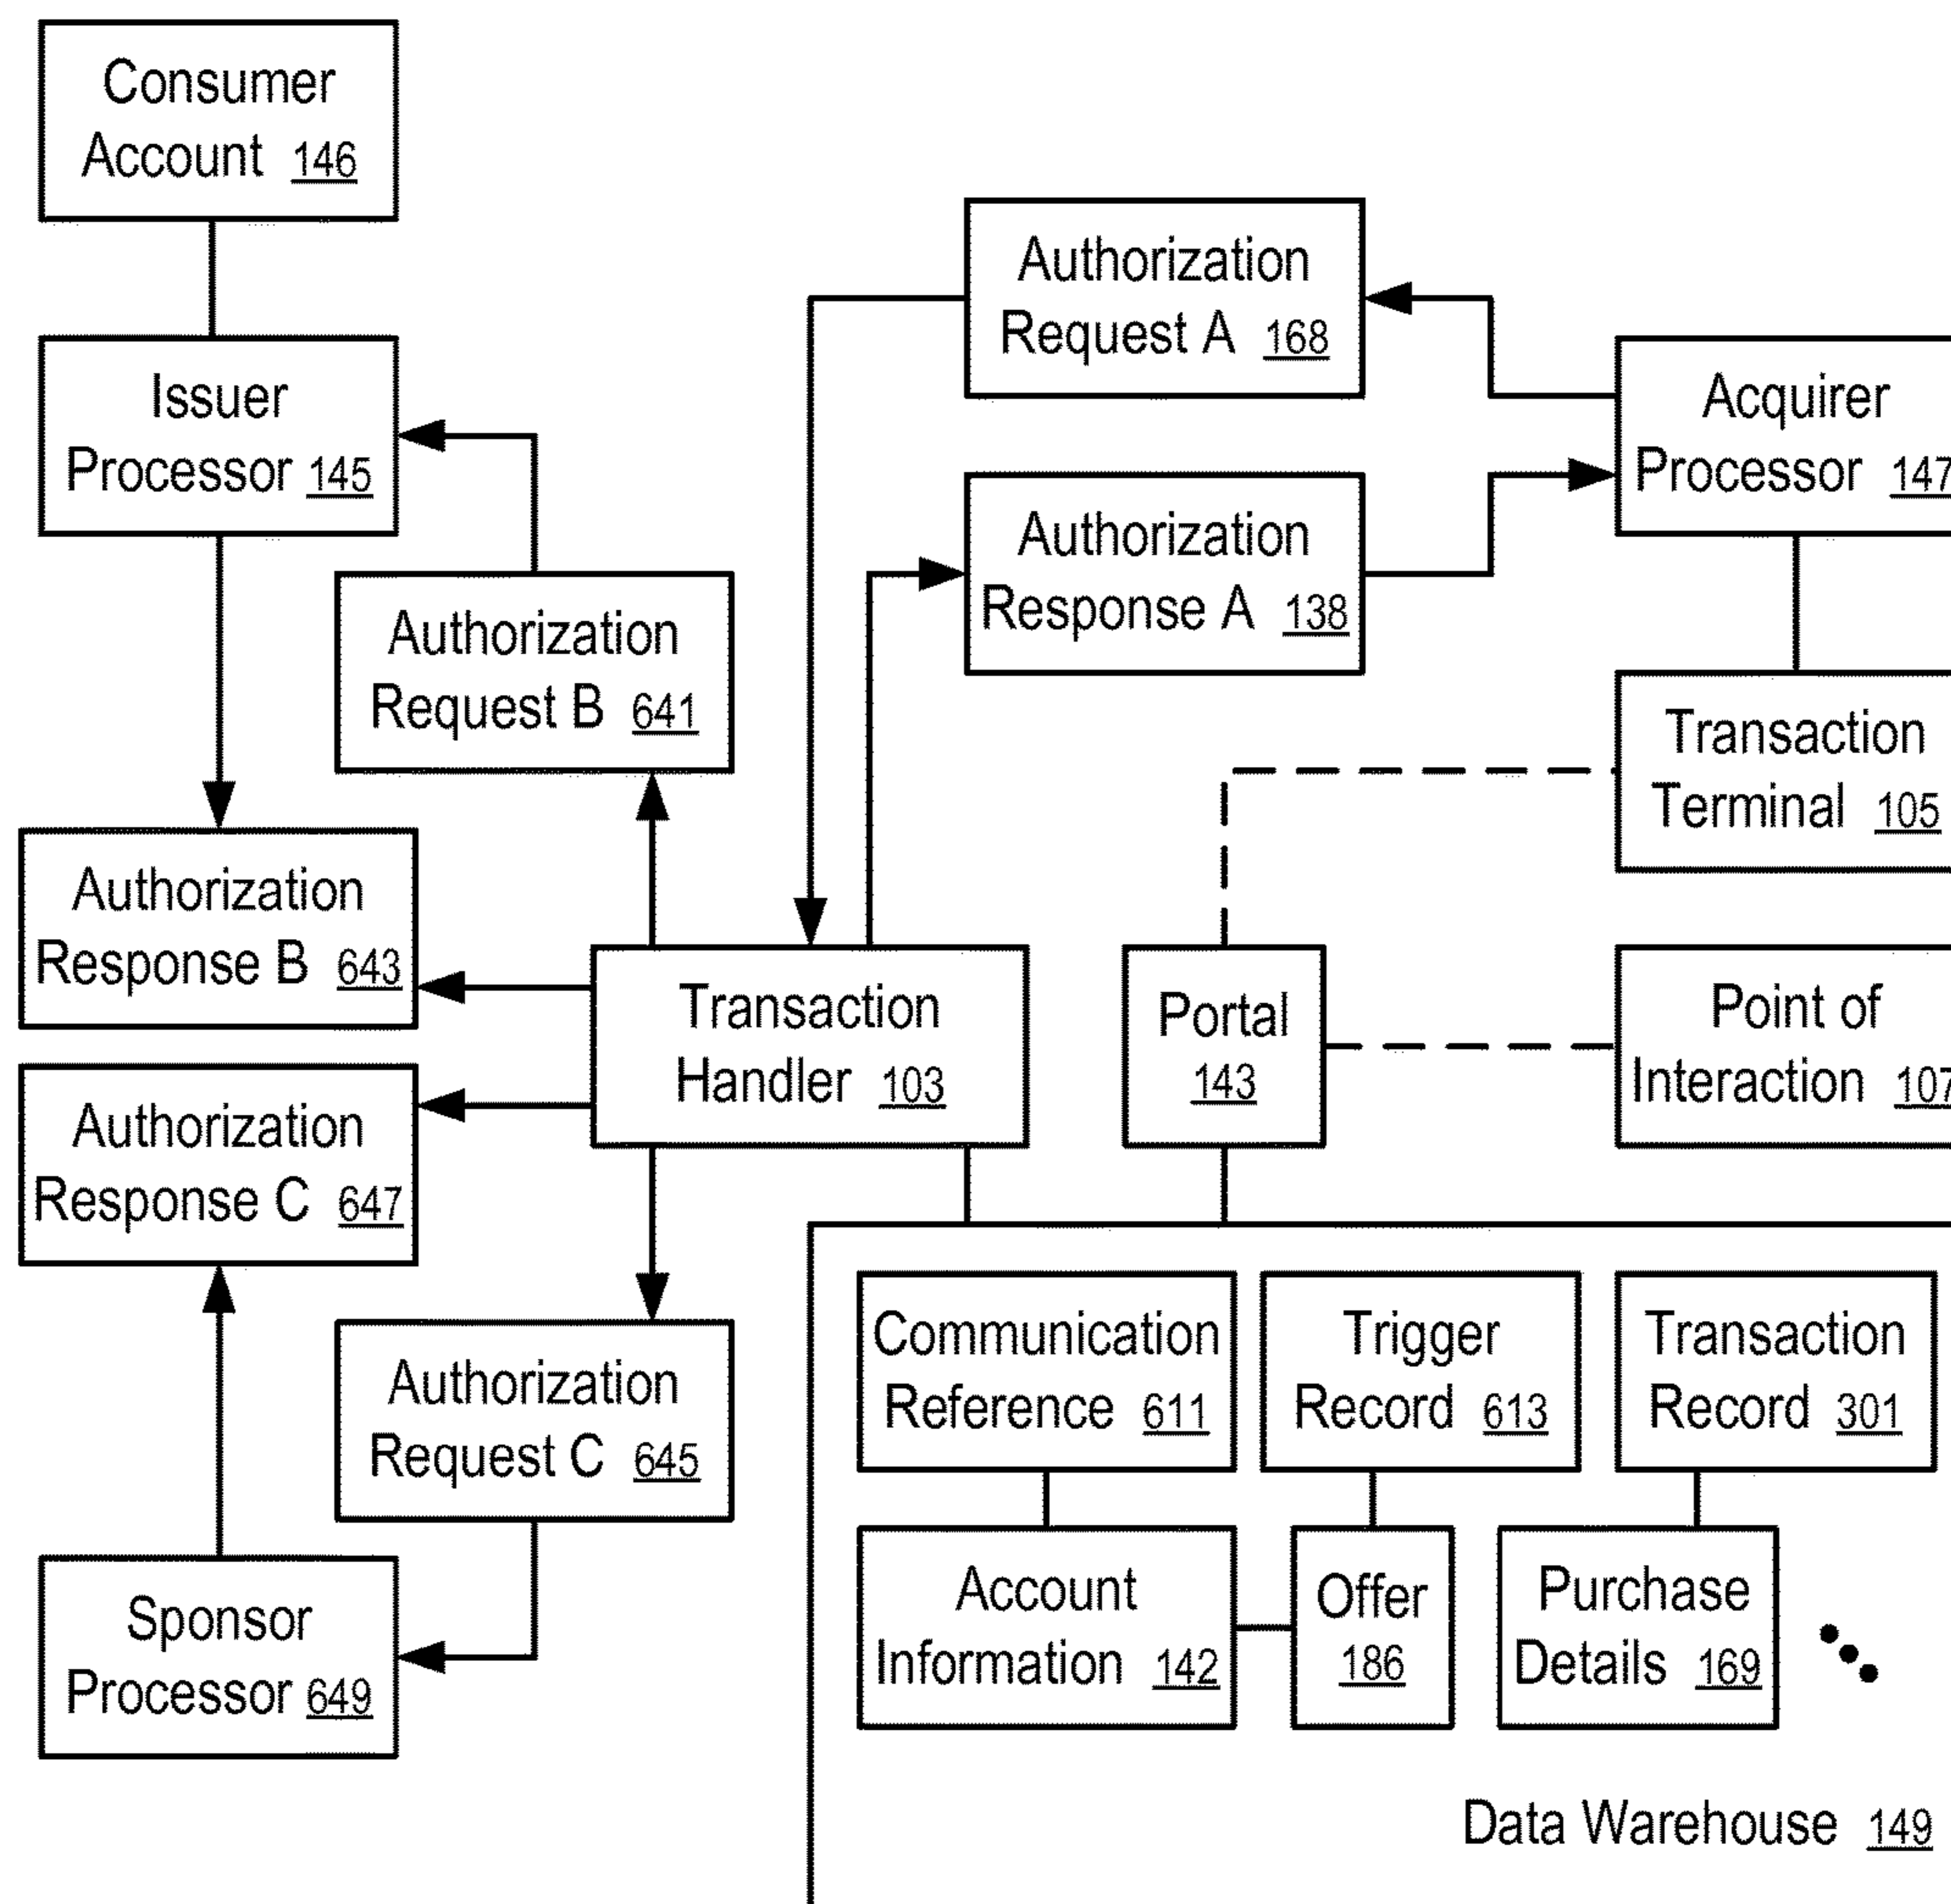 Consumer
Account 146
Issuer
Processor 145
Authorization
Request B 641
Authorization
Response B 643
Authorization
Response C 647
Authorization
Request C 645
Sponsor
Processor 649
Authorization
Request A 168
Authorization
Response A 138
Acquirer
Processor 147
Transaction
Terminal 105
Transaction
Handler 103
Portal
143
Point of
Interaction 107
Communication
Reference 611
Trigger
Record 613
Transaction
Record 301
Account
Information 142
Offer
186
Purchase
Details 169
Data Warehouse 149